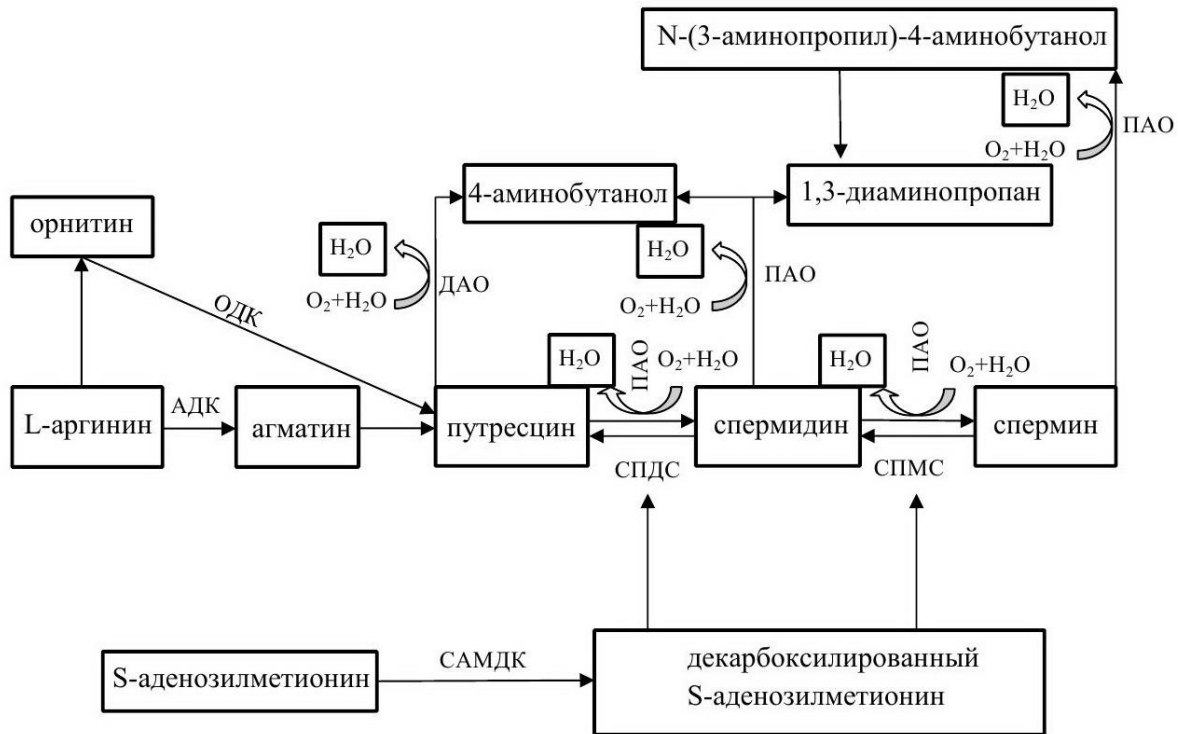 N-(3-аминопропил)-4-аминобутанол
H₂O
ПАО
O₂+H₂O
4-аминобутанол
1,3-диаминопропан
орнитин
H₂O
H₂O
ОДК
ДАО
ПАО
O₂+H₂O
O₂+H₂O
H₂O
ПАО
O₂+H₂O
H₂O
ПАО
O₂+H₂O
L-аргинин
АДК
агматин
путресцин
спермидин
спермин
СПДС
СПМС
S-аденозилметионин
САМДК
декарбоксилированный
S-аденозилметионин